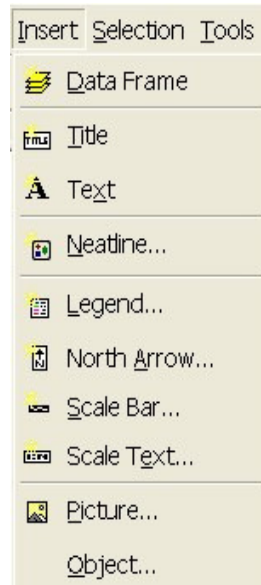 Insert Selection Tools
Data Frame
Title
Text
Neatline...
Legend...
North Arrow...
Scale Bar...
Scale Text...
Picture...
Object...